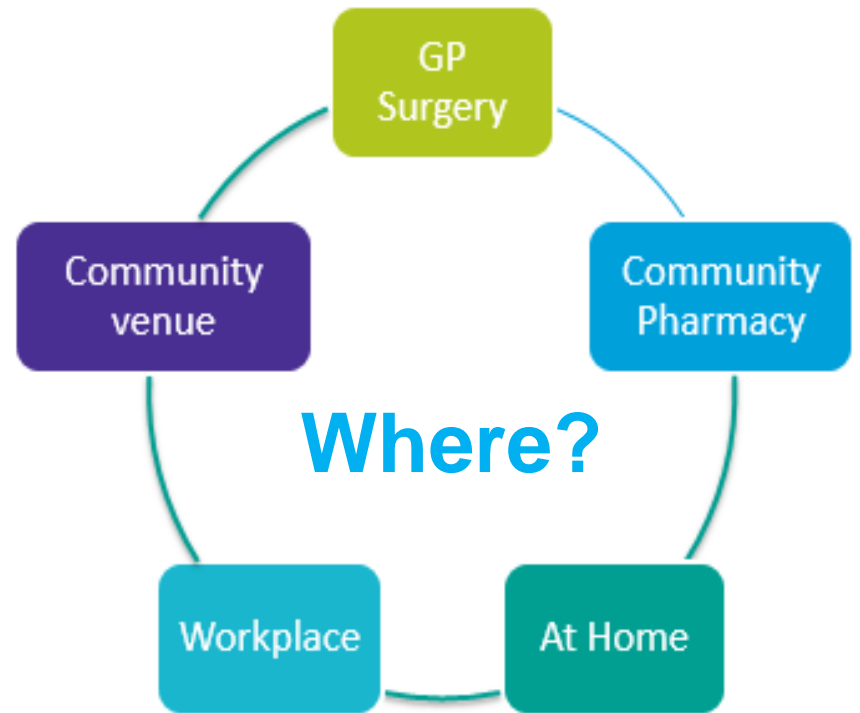 GP
Surgery
Community
Pharmacy
At Home
Workplace
Community
venue
Where?